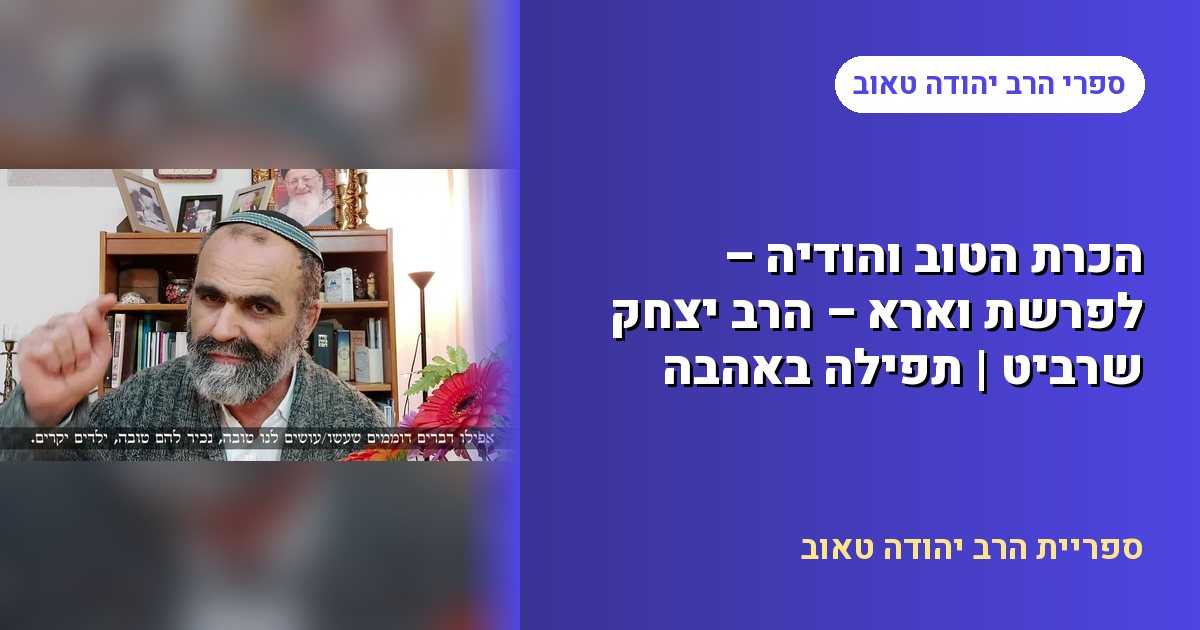 ספרי הרב יהודה טאוב
הכרת הטוב והודיה –
לפרשת וארא – הרב יצחק
שרביט | תפילה באהבה
אפילו דברים דוממים שעשו/עושים לנו טובה, נכיר להם טובה, ילדים יקרים.
ספריית הרב יהודה טאוב